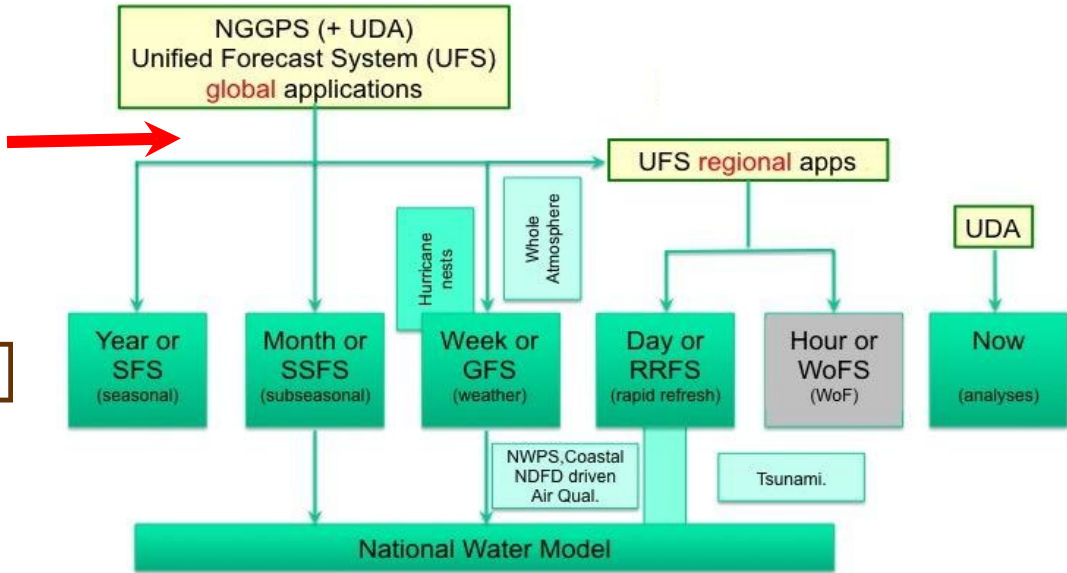 NGGPS (+ UDA)
Unified Forecast System (UFS)
global applications
UFS regional apps
UDA
Hurricane
nests
Whole
Atmosphere
Year or
SFS
(seasonal)
Month or
SSFS
(subseasonal)
Week or
GFS
(weather)
Day or
RRFS
(rapid refresh)
Hour or
WoFS
(WoF)
Now
(analyses)
NWPS,Coastal
NDFD driven
Air Qual.
Tsunami.
National Water Model